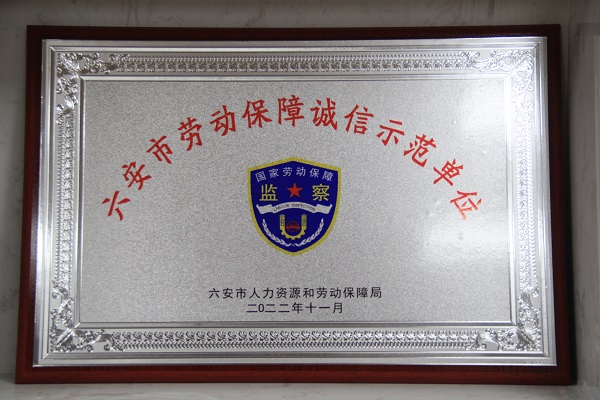 六安市劳动保障诚信示范单位
国家劳动保障
监察
LABOUR INSPECTION
六安市人力资源和劳动保障局
二〇二二年十一月